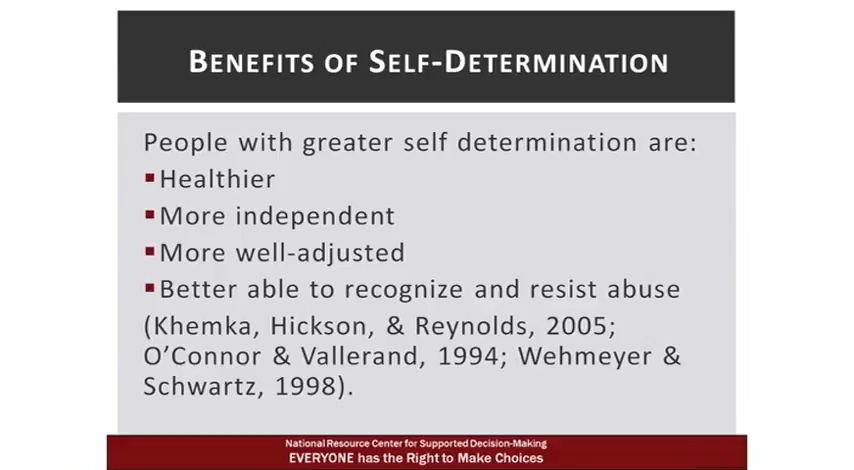 BENEFITS OF SELF-DETERMINATION
People with greater self determination are:
▪Healthier
▪More independent
▪More well-adjusted
▪Better able to recognize and resist abuse
(Khemka, Hickson, & Reynolds, 2005;
O’Connor & Vallerand, 1994; Wehmeyer &
Schwartz, 1998).
National Resource Center for Supported Decision-Making
EVERYONE has the Right to Make Choices